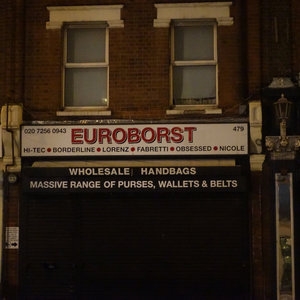 020 7256 0943
EUROBORST
479
HI-TEC • BORDERLINE • LORENZ • FABRETTI • OBSESSED • NICOLE
WHOLESALE HANDBAGS
MASSIVE RANGE OF PURSES, WALLETS & BELTS